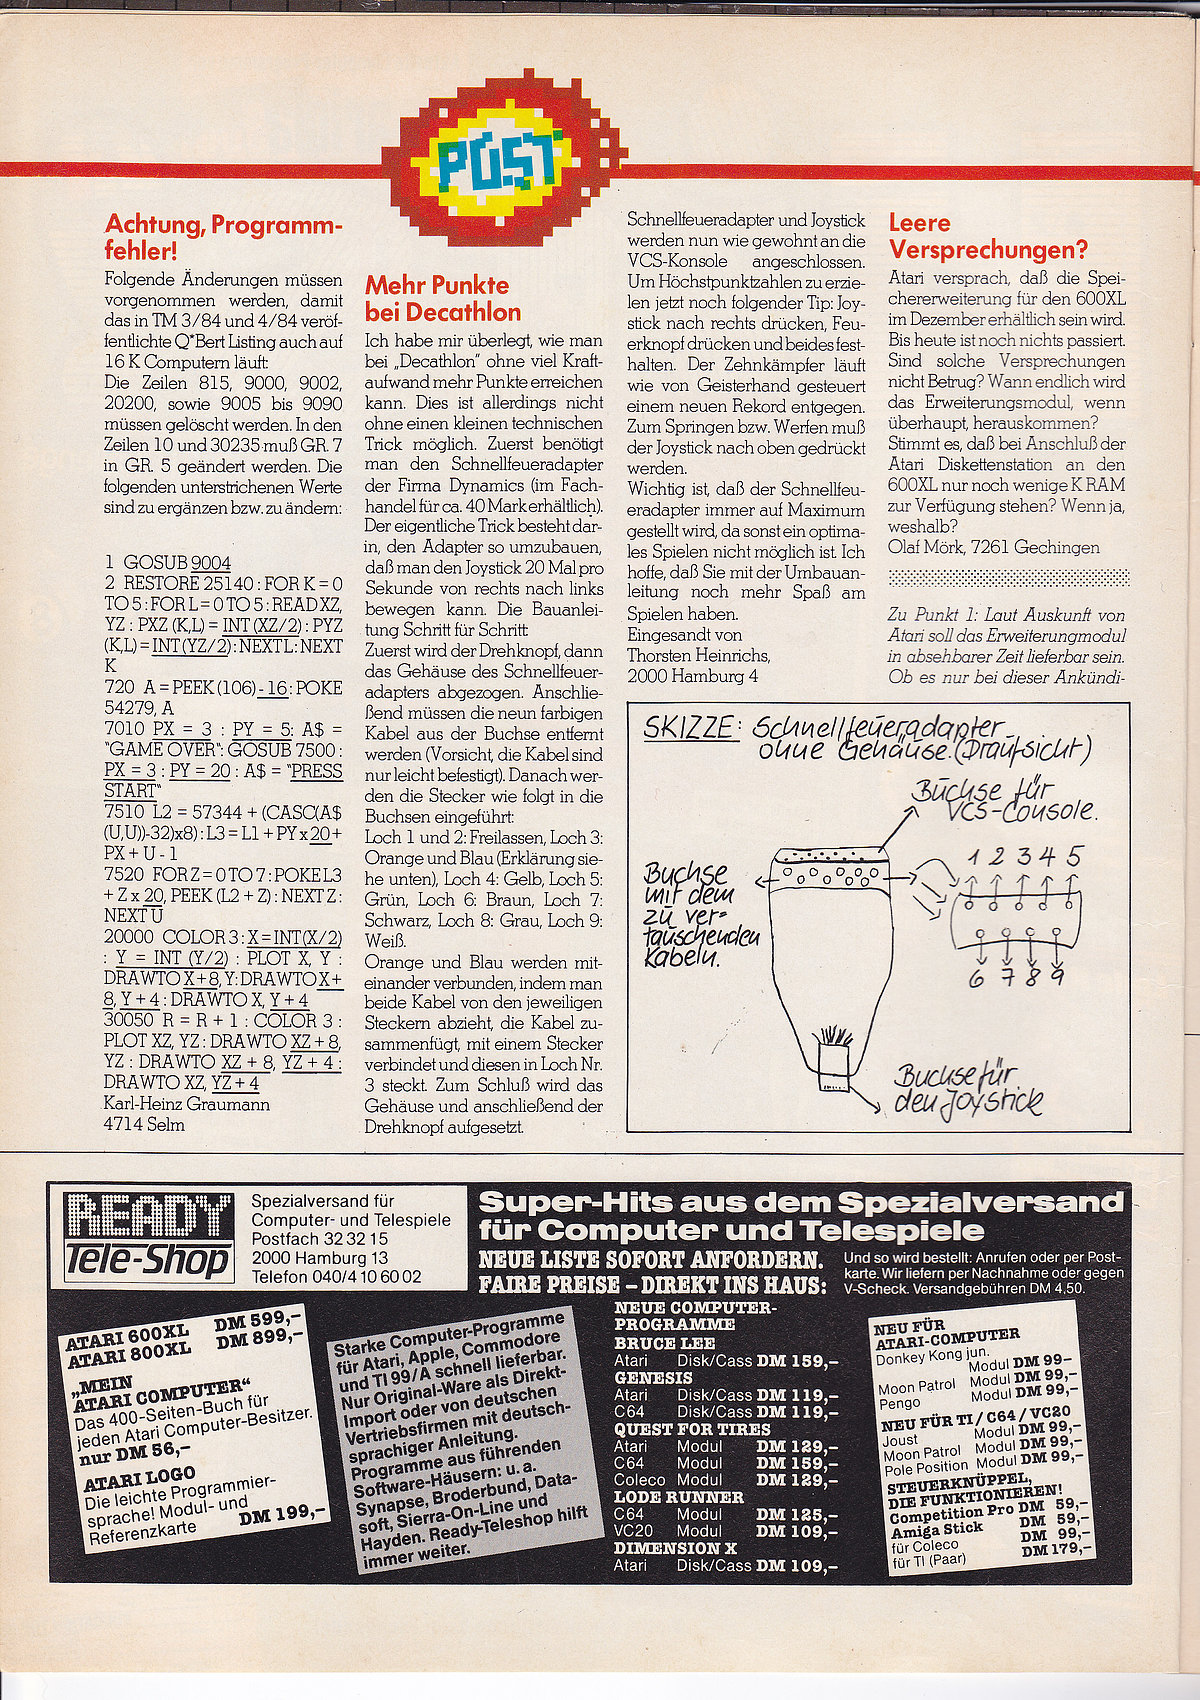 POST
Achtung, Programm-
fehler!
Folgende Änderungen müssen
vorgenommen werden, damit
das in TM 3/84 und 4/84 veröf-
fentlichte Q*Bert Listing auch auf
16 K Computern läuft:
Die Zeilen 815, 9000, 9002,
20200, sowie 9005 bis 9090
müssen gelöscht werden. In den
Zeilen 10 und 30235 muß GR. 7
in GR. 5 geändert werden. Die
folgenden unterstrichenen Werte
sind zu ergänzen bzw. zu ändern:
1 GOSUB 9004
2 RESTORE 25140 : FOR K = 0
TO 5 : FOR L = 0 TO 5 : READ XZ,
YZ : PXZ (K,L) = INT (XZ/2) : PYZ
(K,L) = INT (YZ/2) : NEXT L : NEXT
K
720 A = PEEK (106) - 16 : POKE
54279, A
7010 PX = 3 : PY = 5: A$ =
"GAME OVER": GOSUB 7500 :
PX = 3 : PY = 20 : A$ = "PRESS
START"
7510 L2 = 57344 + (CASC(A$
(U,U))-32)x8) : L3 = L1 + PY x 20 +
PX + U - 1
7520 FOR Z = 0 TO 7 : POKE L3
+ Z x 20, PEEK (L2 + Z) : NEXT Z :
NEXT U
20000 COLOR 3 : X = INT (X/2)
: Y = INT (Y/2) : PLOT X, Y :
DRAWTO X+8, Y: DRAWTO X +
8, Y + 4 : DRAWTO X, Y + 4
30050 R = R + 1 : COLOR 3 :
PLOT XZ, YZ : DRAWTO XZ + 8,
YZ : DRAWTO XZ + 8, YZ + 4 :
DRAWTO XZ, YZ + 4
Karl-Heinz Graumann
4714 Selm
Mehr Punkte
bei Decathlon
Ich habe mir überlegt, wie man
bei „Decathlon" ohne viel Kraft-
aufwand mehr Punkte erreichen
kann. Dies ist allerdings nicht
ohne einen kleinen technischen
Trick möglich. Zuerst benötigt
man den Schnellfeueradapter
der Firma Dynamics (im Fach-
handel für ca. 40 Mark erhältlich).
Der eigentliche Trick besteht dar-
in, den Adapter so umzubauen,
daß man den Joystick 20 Mal pro
Sekunde von rechts nach links
bewegen kann. Die Bauanlei-
tung Schritt für Schritt:
Zuerst wird der Drehknopf, dann
das Gehäuse des Schnellfeuer-
adapters abgezogen. Anschlie-
ßend müssen die neun farbigen
Kabel aus der Buchse entfernt
werden (Vorsicht, die Kabel sind
nur leicht befestigt). Danach wer-
den die Stecker wie folgt in die
Buchsen eingeführt:
Loch 1 und 2: Freilassen, Loch 3:
Orange und Blau (Erklärung sie-
he unten), Loch 4: Gelb, Loch 5:
Grün, Loch 6: Braun, Loch 7:
Schwarz, Loch 8: Grau, Loch 9:
Weiß.
Orange und Blau werden mit-
einander verbunden, indem man
beide Kabel von den jeweiligen
Steckern abzieht, die Kabel zu-
sammenfügt, mit einem Stecker
verbindet und diesen in Loch Nr.
3 steckt. Zum Schluß wird das
Gehäuse und anschließend der
Drehknopf aufgesetzt.
Schnellfeueradapter und Joystick
werden nun wie gewohnt an die
VCS-Konsole angeschlossen.
Um Höchstpunktzahlen zu erzie-
len jetzt noch folgender Tip: Joy-
stick nach rechts drücken, Feu-
erknopf drücken und beides fest-
halten. Der Zehnkämpfer läuft
wie von Geisterhand gesteuert
einem neuen Rekord entgegen.
Zum Springen bzw. Werfen muß
der Joystick nach oben gedrückt
werden.
Wichtig ist, daß der Schnellfeu-
eradapter immer auf Maximum
gestellt wird, da sonst ein optima-
les Spielen nicht möglich ist. Ich
hoffe, daß Sie mit der Umbauan-
leitung noch mehr Spaß am
Spielen haben.
Eingesandt von
Thorsten Heinrichs,
2000 Hamburg 4
Leere
Versprechungen?
Atari versprach, daß die Spei-
chererweiterung für den 600XL
im Dezember erhältlich sein wird.
Bis heute ist noch nichts passiert.
Sind solche Versprechungen
nicht Betrug? Wann endlich wird
das Erweiterungsmodul, wenn
überhaupt, herauskommen?
Stimmt es, daß bei Anschluß der
Atari Diskettenstation an den
600XL nur noch wenige K RAM
zur Verfügung stehen? Wenn ja,
weshalb?
Olaf Mörk, 7261 Gechingen
Zu Punkt 1: Laut Auskunft von
Atari soll das Erweiterungmodul
in absehbarer Zeit lieferbar sein.
Ob es nur bei dieser Ankündi-
SKIZZE: Schnellfeueradapter
ohne Gehäuse. (Draufsicht)
Buchse für
VCS-Console.
Buchse
mit dem
zu ver-
tauschenden
Kabeln.
1 2 3 4 5
6 7 8 9
Buchse für
den Joystick
READY
Tele-Shop
Spezialversand für
Computer- und Telespiele
Postfach 32 32 15
2000 Hamburg 13
Telefon 040/4 10 60 02
Super-Hits aus dem Spezialversand
für Computer und Telespiele
NEUE LISTE SOFORT ANFORDERN.
FAIRE PREISE – DIREKT INS HAUS:
Und so wird bestellt: Anrufen oder per Post-
karte. Wir liefern per Nachnahme oder gegen
V-Scheck. Versandgebühren DM 4,50.
ATARI 600XL DM 599,–
ATARI 800XL DM 899,–
„MEIN
ATARI COMPUTER"
Das 400-Seiten-Buch für
jeden Atari Computer-Besitzer.
nur DM 56,–
ATARI LOGO
Die leichte Programmier-
sprache! Modul- und
Referenzkarte DM 199,–
Starke Computer-Programme
für Atari, Apple, Commodore
und TI 99/A schnell lieferbar.
Nur Original-Ware als Direkt-
Import oder von deutschen
Vertriebsfirmen mit deutsch-
sprachiger Anleitung.
Programme aus führenden
Software-Häusern: u. a.
Synapse, Broderbund, Data-
soft, Sierra-On-Line und
Hayden. Ready-Teleshop hilft
immer weiter.
NEUE COMPUTER-
PROGRAMME
BRUCE LEE
Atari Disk/Cass DM 159,–
GENESIS
Atari Disk/Cass DM 119,–
C64 Disk/Cass DM 119,–
QUEST FOR TIRES
Atari Modul DM 129,–
C64 Modul DM 159,–
Coleco Modul DM 129,–
LODE RUNNER
C64 Modul DM 125,–
VC20 Modul DM 109,–
DIMENSION X
Atari Disk/Cass DM 109,–
NEU FÜR
ATARI-COMPUTER
Donkey Kong jun.
Modul DM 99–
Moon Patrol Modul DM 99,–
Pengo Modul DM 99,–
NEU FÜR TI / C64 / VC20
Joust Modul DM 99,–
Moon Patrol Modul DM 99,–
Pole Position Modul DM 99,–
STEUERKNÜPPEL,
DIE FUNKTIONIEREN!
Competition Pro DM 59,–
Amiga Stick DM 59,–
für Coleco DM 99,–
für TI (Paar) DM 179,–